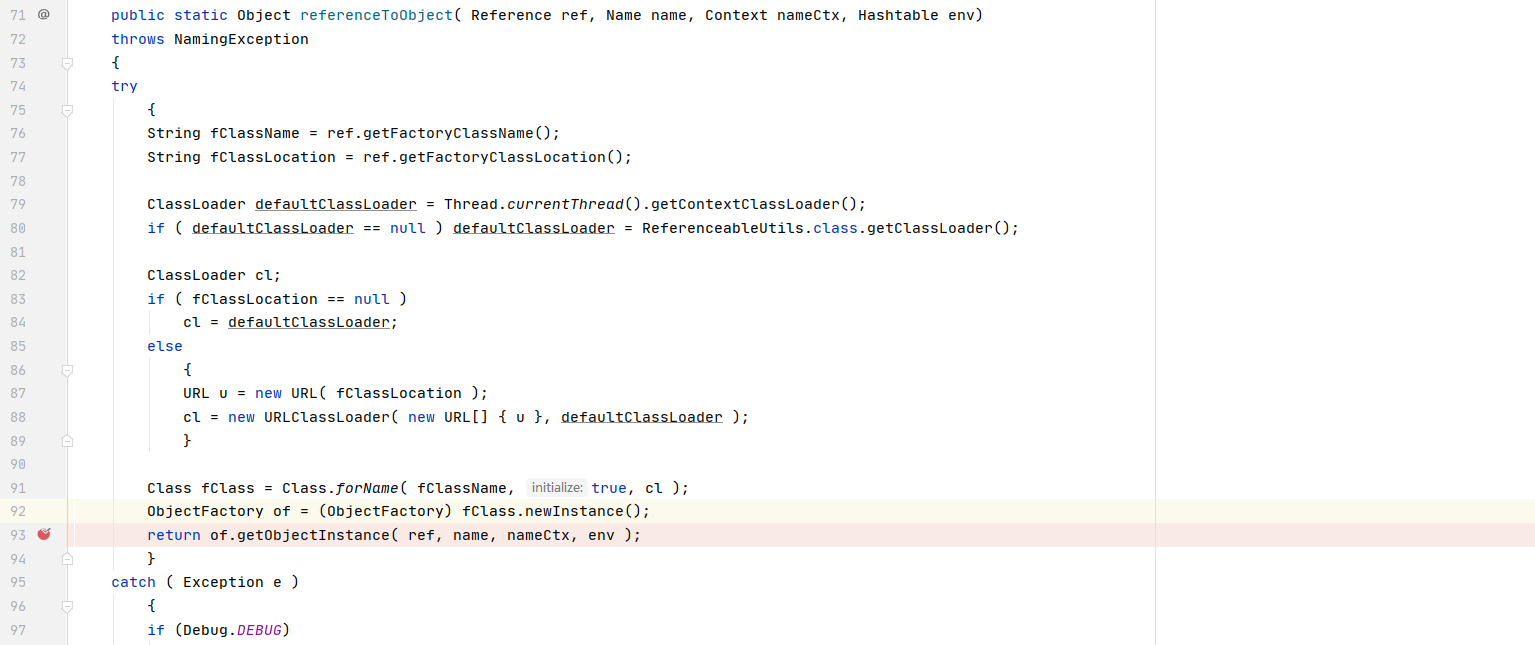 71 @ public static Object referenceToObject( Reference ref, Name name, Context nameCtx, Hashtable env)
72 throws NamingException
73 {
74 try
75 {
76 String fClassName = ref.getFactoryClassName();
77 String fClassLocation = ref.getFactoryClassLocation();
78
79 ClassLoader defaultClassLoader = Thread.currentThread().getContextClassLoader();
80 if ( defaultClassLoader == null ) defaultClassLoader = ReferenceableUtils.class.getClassLoader();
81
82 ClassLoader cl;
83 if ( fClassLocation == null )
84 cl = defaultClassLoader;
85 else
86 {
87 URL u = new URL( fClassLocation );
88 cl = new URLClassLoader( new URL[] { u }, defaultClassLoader );
89 }
90
91 Class fClass = Class.forName( fClassName, initialize: true, cl );
92 ObjectFactory of = (ObjectFactory) fClass.newInstance();
93 return of.getObjectInstance( ref, name, nameCtx, env );
94 }
95 catch ( Exception e )
96 {
97 if (Debug.DEBUG)